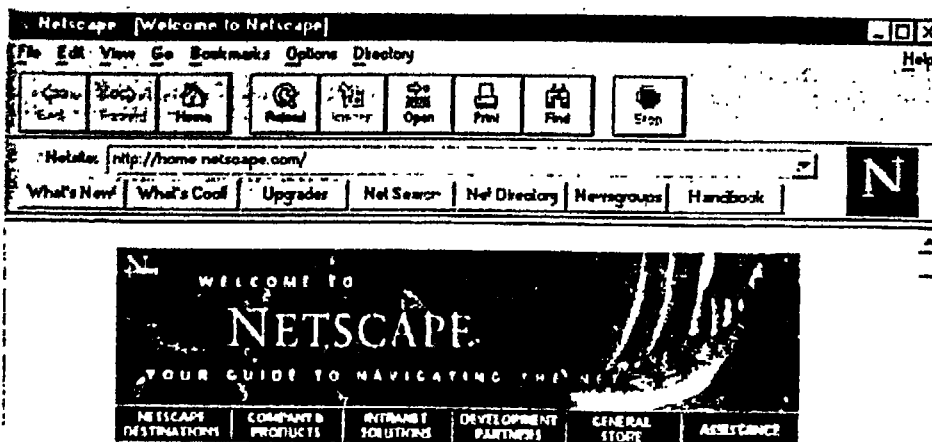 Netscape [Welcome to Netscape]
File Edit View Go Bookmarks Options Directory Help
Back Forward Home Reload Open Print Find Stop
Netsite: http://home.netscape.com/
What's New! What's Cool! Upgrades Net Search Net Directory Newsgroups Handbook
N
N
WELCOME TO
NETSCAPE
YOUR GUIDE TO NAVIGATING THE NET
NETSCAPE DESTINATIONS
COMPANY & PRODUCTS
INTRANET SOLUTIONS
DEVELOPMENT PARTNERS
GENERAL STORE
ASSISTANCE